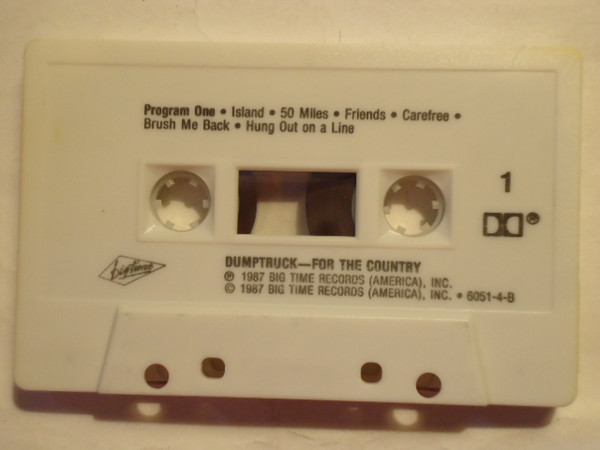 Program One • Island • 50 Miles • Friends • Carefree •
Brush Me Back • Hung Out on a Line
1
bigtime
DUMPTRUCK—FOR THE COUNTRY
℗ 1987 BIG TIME RECORDS (AMERICA), INC.
© 1987 BIG TIME RECORDS (AMERICA), INC. • 6051-4-B